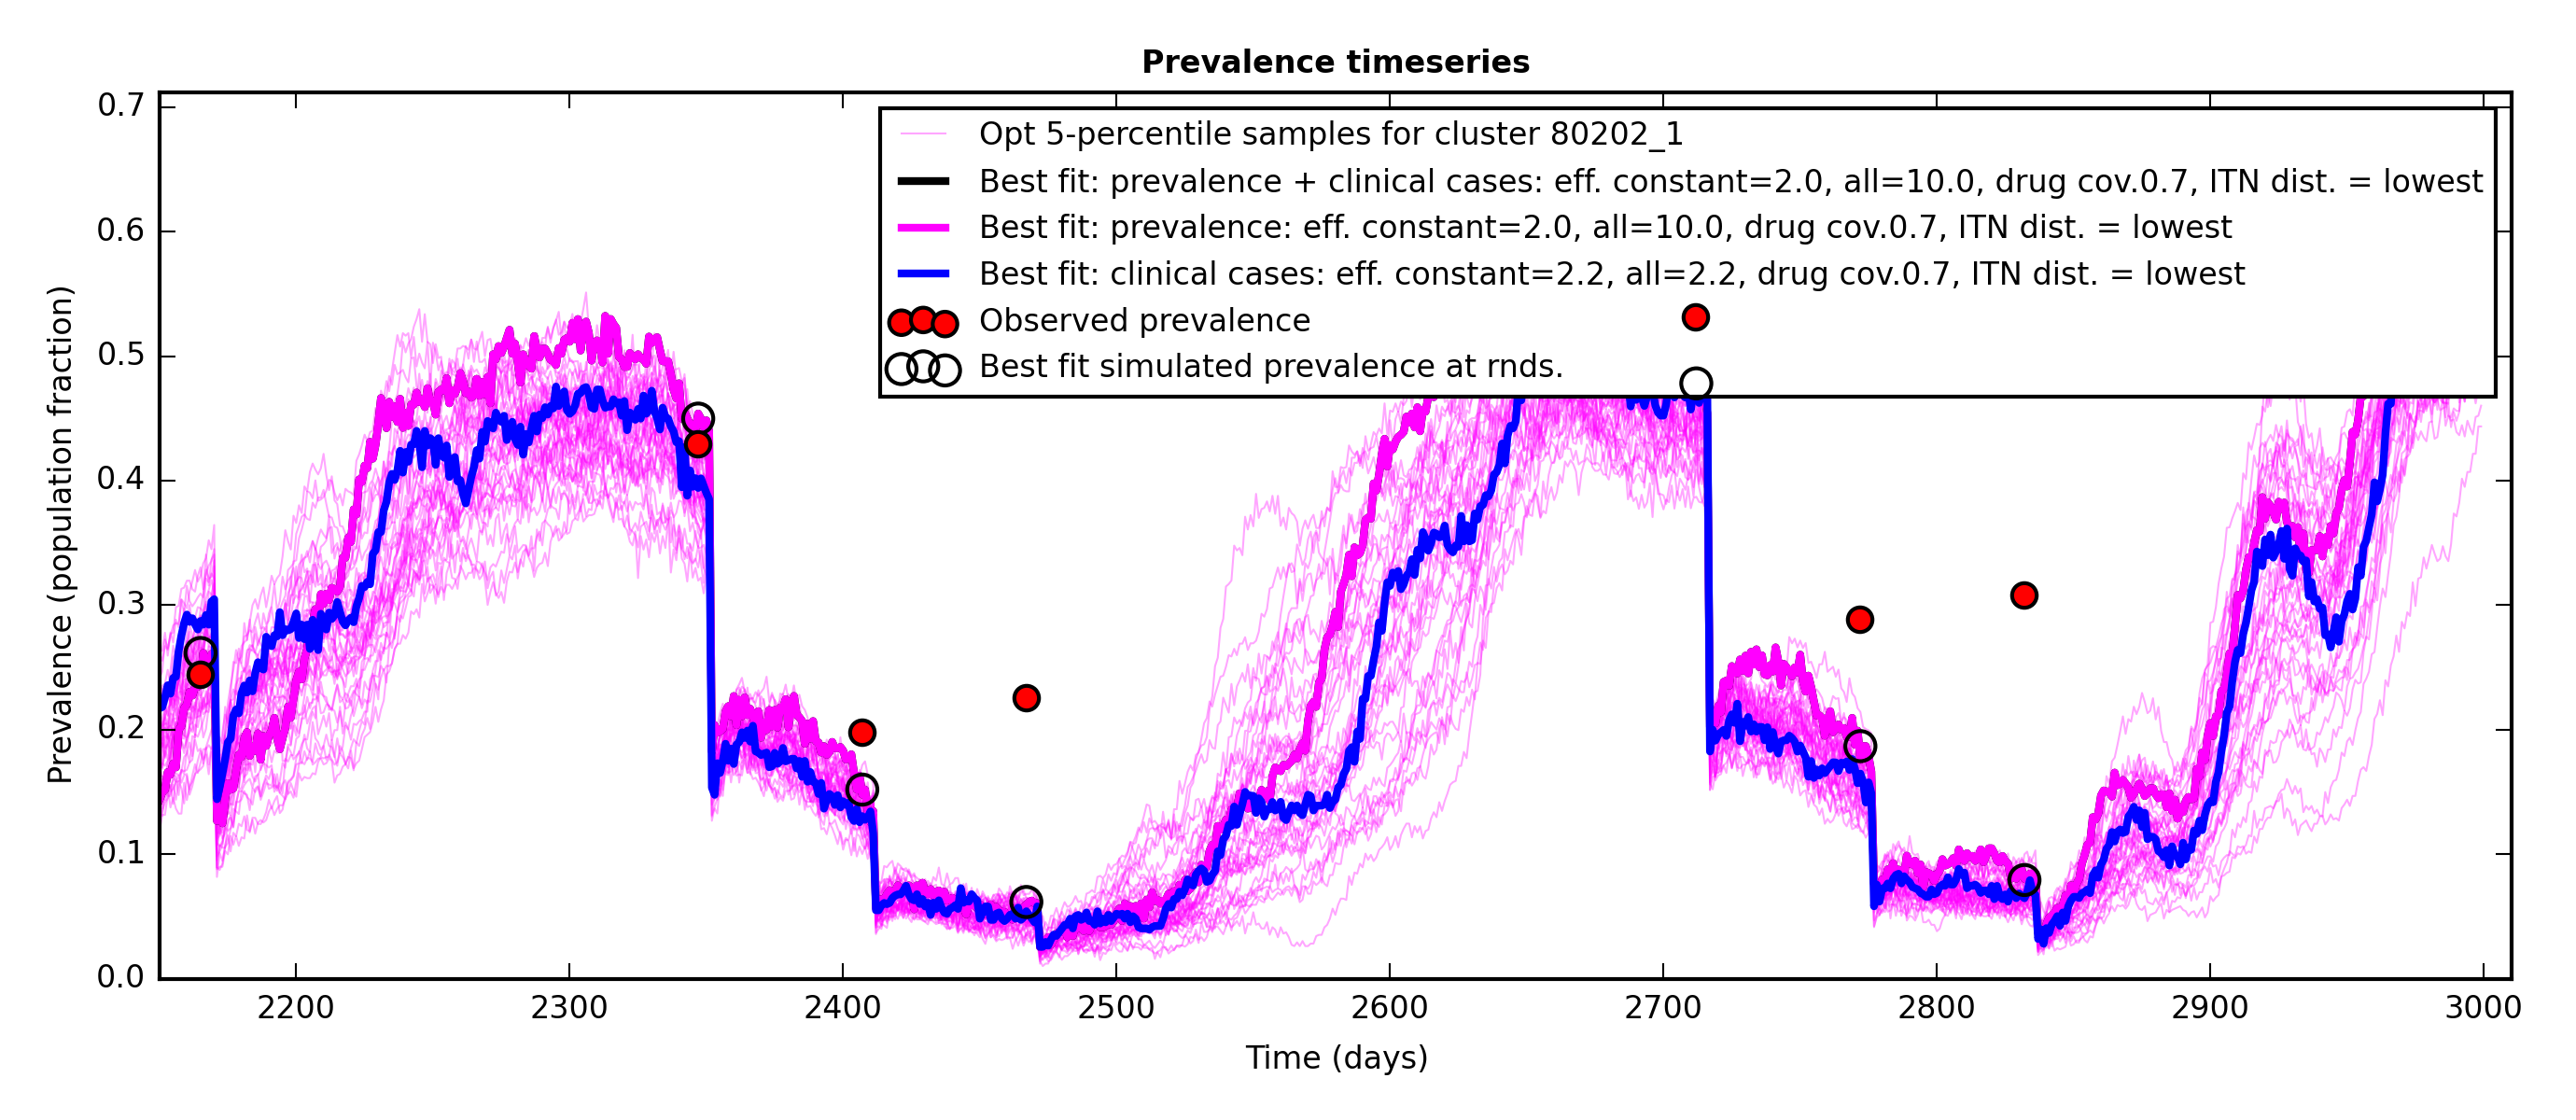 Prevalence timeseries
Opt 5-percentile samples for cluster 80202_1
Best fit: prevalence + clinical cases: eff. constant=2.0, all=10.0, drug cov.0.7, ITN dist. = lowest
Best fit: prevalence: eff. constant=2.0, all=10.0, drug cov.0.7, ITN dist. = lowest
Best fit: clinical cases: eff. constant=2.2, all=2.2, drug cov.0.7, ITN dist. = lowest
Observed prevalence
Best fit simulated prevalence at rnds.
Prevalence (population fraction)
0.7
0.6
0.5
0.4
0.3
0.2
0.1
0.0
2200 2300 2400 2500 2600 2700 2800 2900 3000
Time (days)